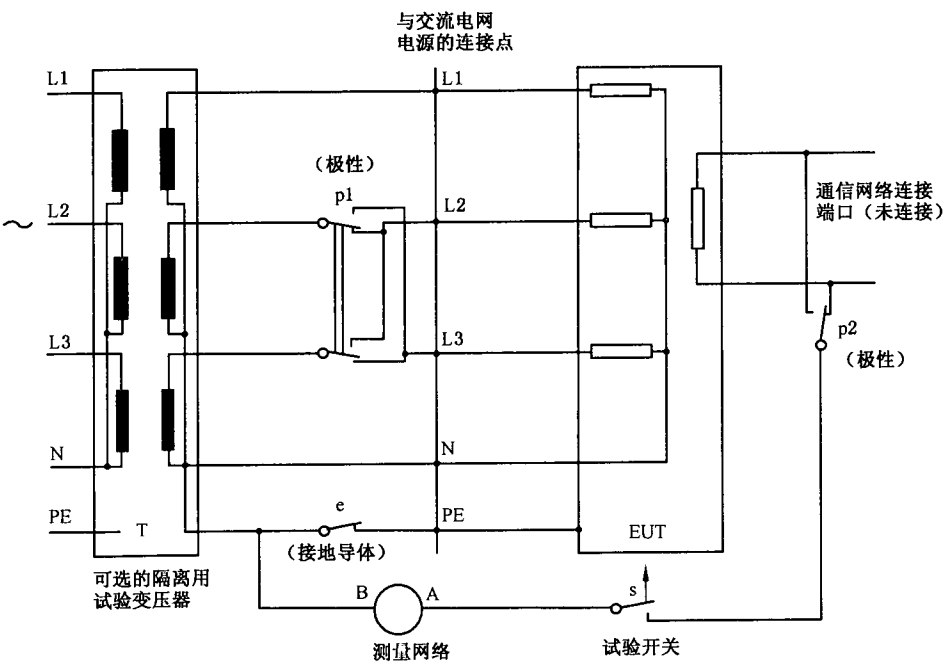 与交流电网
电源的连接点
L1
L1
(极性)
p1
L2
L2
通信网络连接
端口(未连接)
~
L3
L3
p2
(极性)
N
N
PE
T
e
PE
EUT
(接地导体)
可选的隔离用
试验变压器
B
A
s
测量网络
试验开关